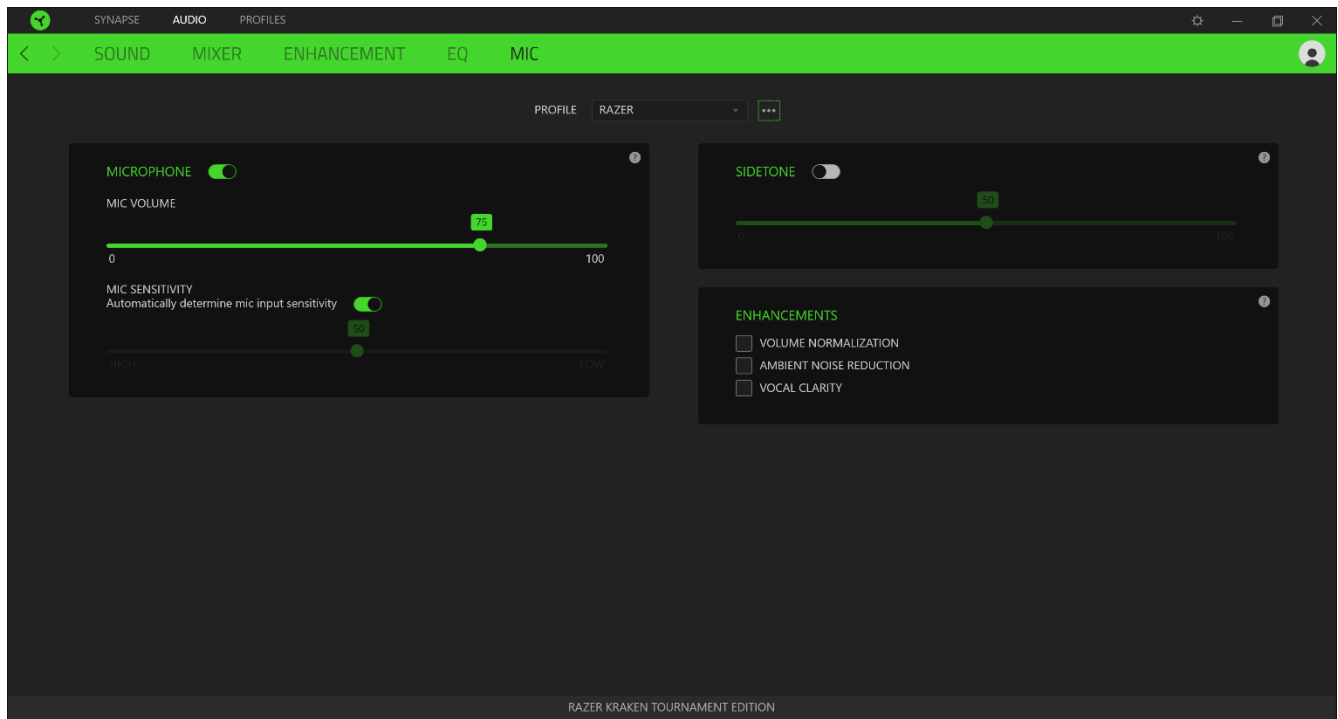 SYNAPSE AUDIO PROFILES
SOUND MIXER ENHANCEMENT EQ MIC
PROFILE RAZER
MICROPHONE
MIC VOLUME
75
0 100
MIC SENSITIVITY
Automatically determine mic input sensitivity
50
HIGH LOW
SIDETONE
50
0 100
ENHANCEMENTS
VOLUME NORMALIZATION
AMBIENT NOISE REDUCTION
VOCAL CLARITY
RAZER KRAKEN TOURNAMENT EDITION